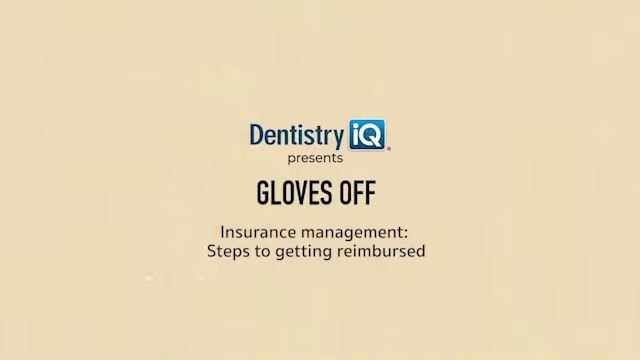 Dentistry iQ®
presents
GLOVES OFF
Insurance management:
Steps to getting reimbursed